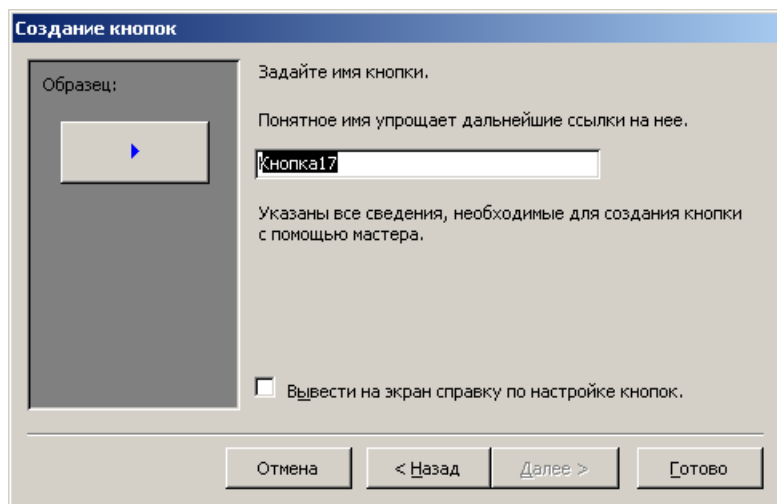 Создание кнопок
Образец:
Задайте имя кнопки.
Понятное имя упрощает дальнейшие ссылки на нее.
Кнопка17
Указаны все сведения, необходимые для создания кнопки
с помощью мастера.
Вывести на экран справку по настройке кнопок.
Отмена
< Назад
Далее >
Готово